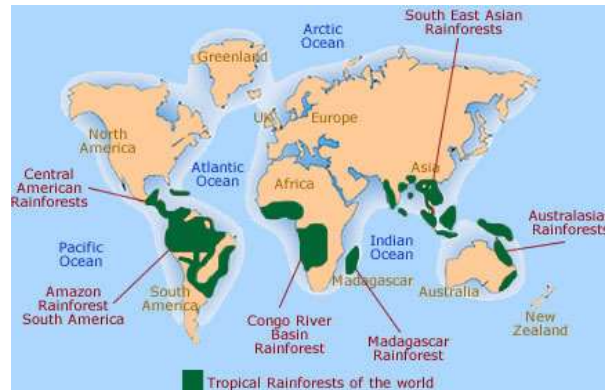 South East Asian
Rainforests
Arctic
Ocean
Greenland
UK
Europe
North
America
Atlantic
Ocean
Asia
Central
American
Rainforests
Africa
Australasian
Rainforests
Pacific
Ocean
Indian
Ocean
Madagascar
Amazon
Rainforest
South America
South
America
Australia
Congo River
Basin
Rainforest
Madagascar
Rainforest
New
Zealand
Tropical Rainforests of the world